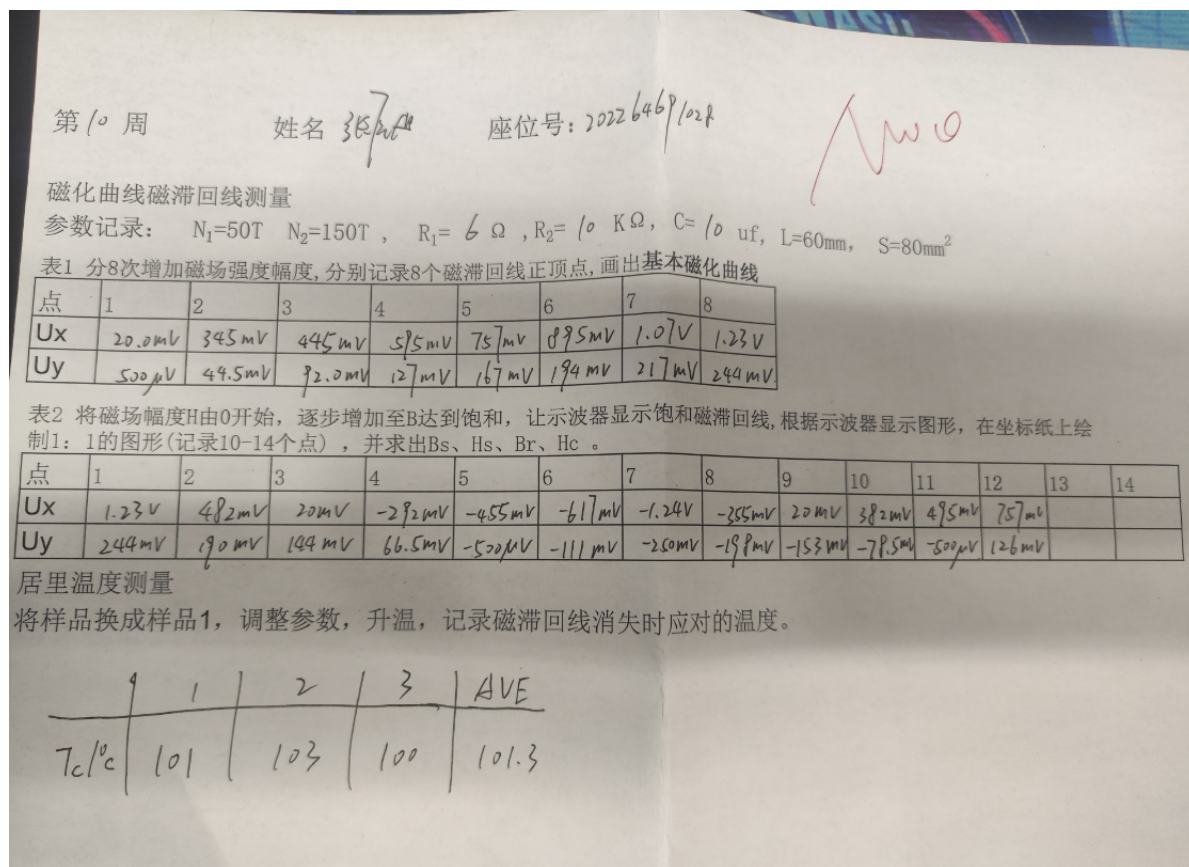 WASH
第10周 姓名 座位号: 202264691028
磁化曲线磁滞回线测量
参数记录: N₁=50T N₂=150T , R₁= 6 Ω ,R₂= 10 KΩ, C= 10 uf, L=60mm, S=80mm²
表1 分8次增加磁场强度幅度,分别记录8个磁滞回线正顶点,画出基本磁化曲线
点 1 2 3 4 5 6 7 8
Ux 20.0mV 345mV 445mV 595mV 757mV 895mV 1.07V 1.23V
Uy 500μV 44.5mV 92.0mV 127mV 167mV 194mV 217mV 244mV
表2 将磁场幅度H由0开始,逐步增加至B达到饱和,让示波器显示饱和磁滞回线,根据示波器显示图形,在坐标纸上绘
制1:1的图形(记录10-14个点),并求出Bs、Hs、Br、Hc 。
点 1 2 3 4 5 6 7 8 9 10 11 12 13 14
Ux 1.23V 482mV 20mV -292mV -455mV -617mV -1.24V -355mV 20mV 382mV 495mV 757mV
Uy 244mV 190mV 144mV 66.5mV -500μV -111mV -250mV -198mV -153mV -78.5mV -500μV 126mV
居里温度测量
将样品换成样品1,调整参数,升温,记录磁滞回线消失时应对的温度。
1 2 3 AVE
Tc/°C 101 103 100 101.3